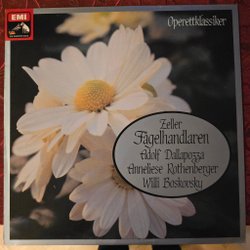 EMI
Operettklassiker
Zeller
Fågelhandlaren
Adolf Dallapozza
Anneliese Rothenberger
Willi Boskovsky